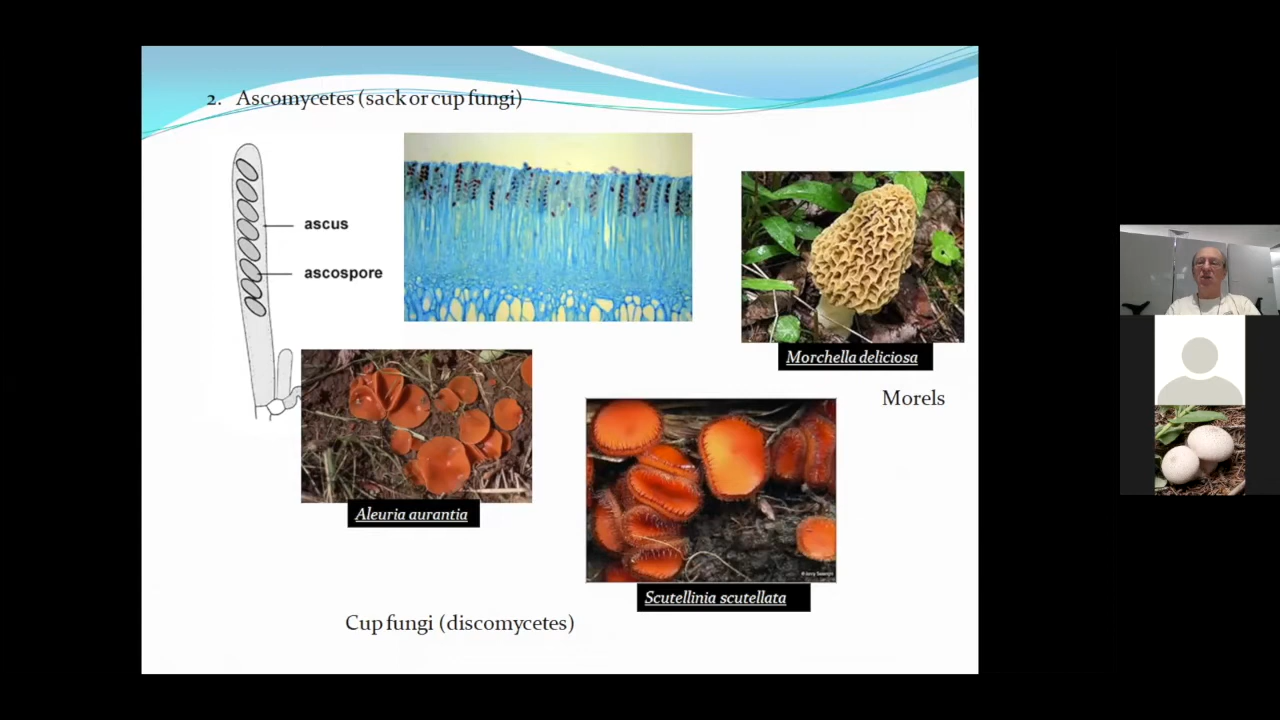 2. Ascomycetes (sack or cup fungi)
ascus
ascospore
Morchella deliciosa
Morels
Aleuria aurantia
Scutellinia scutellata
Cup fungi (discomycetes)